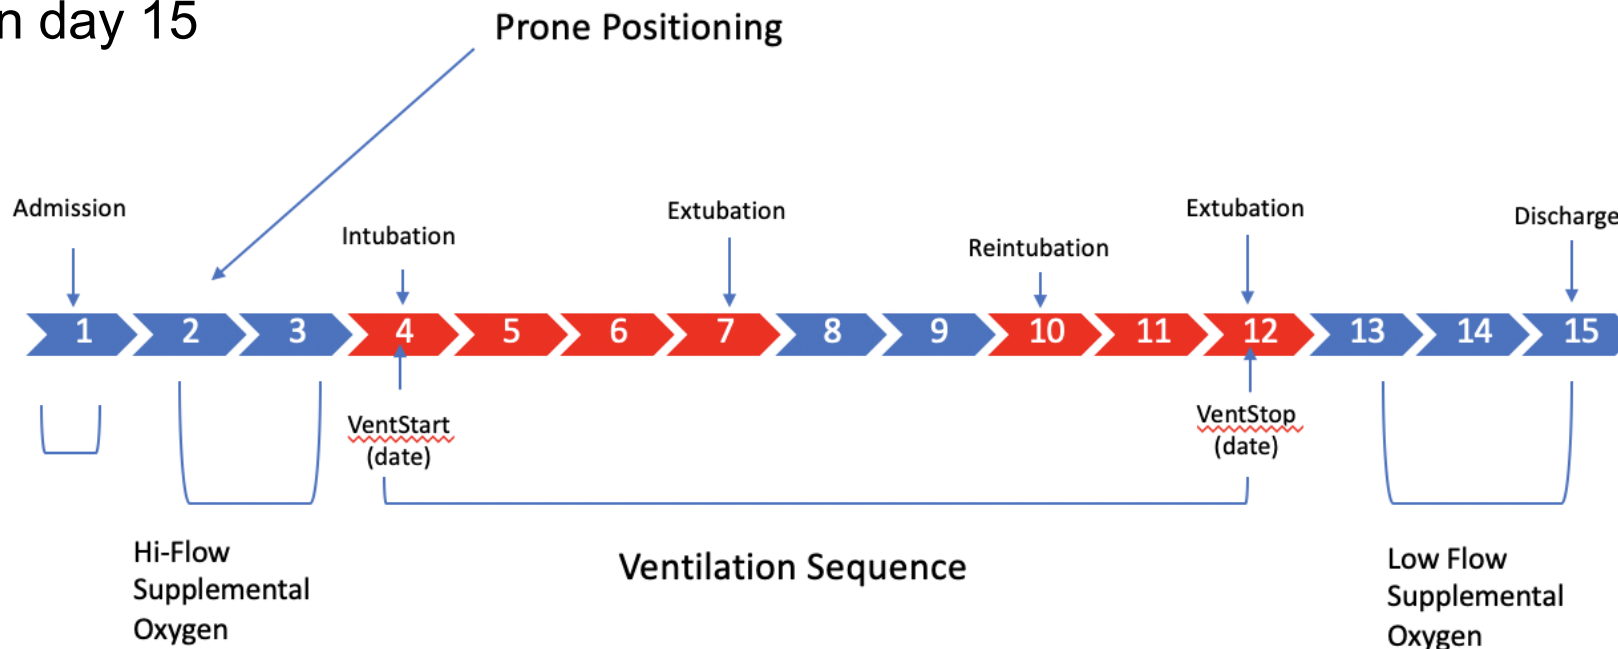 n day 15
Prone Positioning
Admission
Intubation
Extubation
Reintubation
Extubation
Discharge
1 2 3 4 5 6 7 8 9 10 11 12 13 14 15
VentStart
(date)
VentStop
(date)
Hi-Flow
Supplemental
Oxygen
Ventilation Sequence
Low Flow
Supplemental
Oxygen